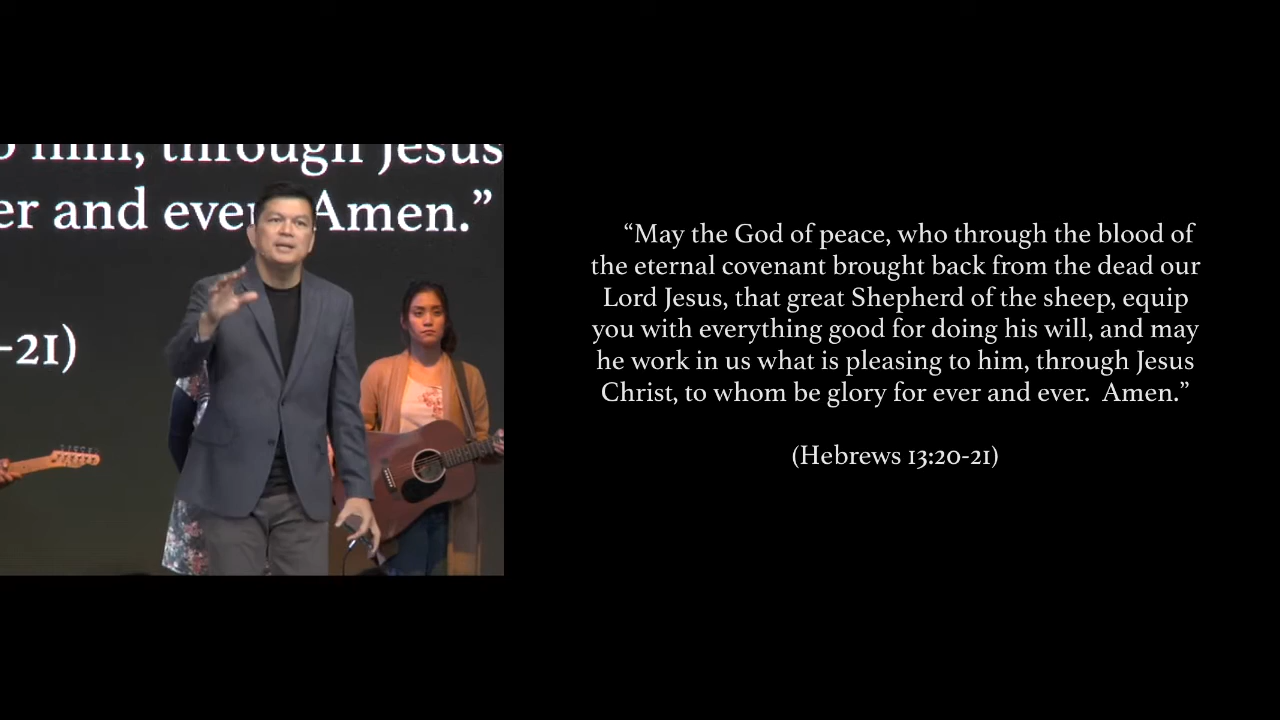 o him, through Jesus
er and ever Amen.”
-21)
“May the God of peace, who through the blood of
the eternal covenant brought back from the dead our
Lord Jesus, that great Shepherd of the sheep, equip
you with everything good for doing his will, and may
he work in us what is pleasing to him, through Jesus
Christ, to whom be glory for ever and ever.  Amen.”
(Hebrews 13:20-21)